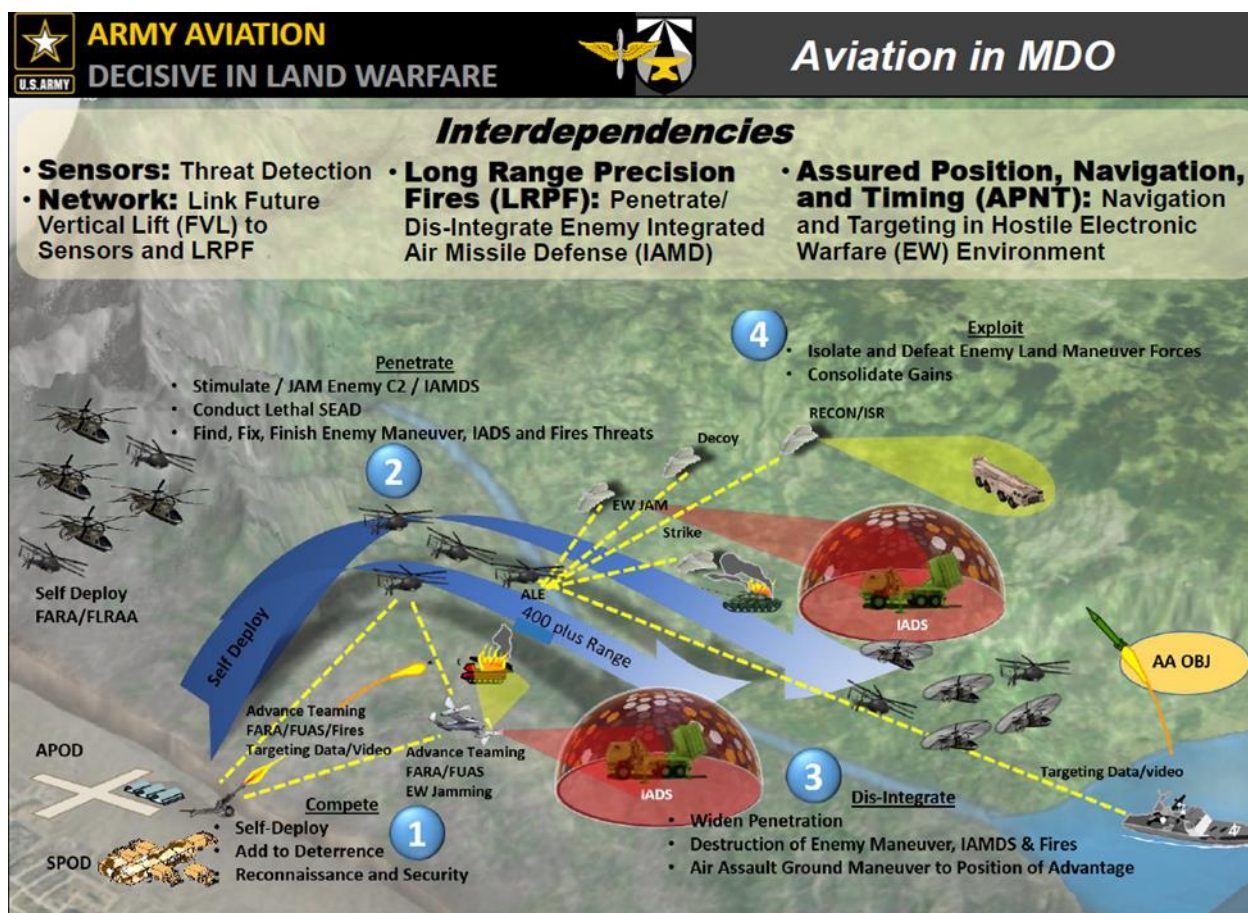 ARMY AVIATION
DECISIVE IN LAND WARFARE
U.S.ARMY
Aviation in MDO
Interdependencies
• Sensors: Threat Detection
• Network: Link Future
Vertical Lift (FVL) to
Sensors and LRPF
• Long Range Precision
Fires (LRPF): Penetrate/
Dis-Integrate Enemy Integrated
Air Missile Defense (IAMD)
• Assured Position, Navigation,
and Timing (APNT): Navigation
and Targeting in Hostile Electronic
Warfare (EW) Environment
4
Exploit
• Isolate and Defeat Enemy Land Maneuver Forces
• Consolidate Gains
Penetrate
• Stimulate / JAM Enemy C2 / IAMDS
• Conduct Lethal SEAD
• Find, Fix, Finish Enemy Maneuver, IADS and Fires Threats
2
RECON/ISR
Decoy
EW JAM
Strike
ALE
IADS
Self Deploy
FARA/FLRAA
Self Deploy
400 plus Range
AA OBJ
Advance Teaming
FARA/FUAS/Fires
Targeting Data/Video
Advance Teaming
FARA/FUAS
EW Jamming
iADS
APOD
SPOD
Compete
1
• Self-Deploy
• Add to Deterrence
• Reconnaissance and Security
3
Dis-Integrate
• Widen Penetration
• Destruction of Enemy Maneuver, IAMDS & Fires
• Air Assault Ground Maneuver to Position of Advantage
Targeting Data/video